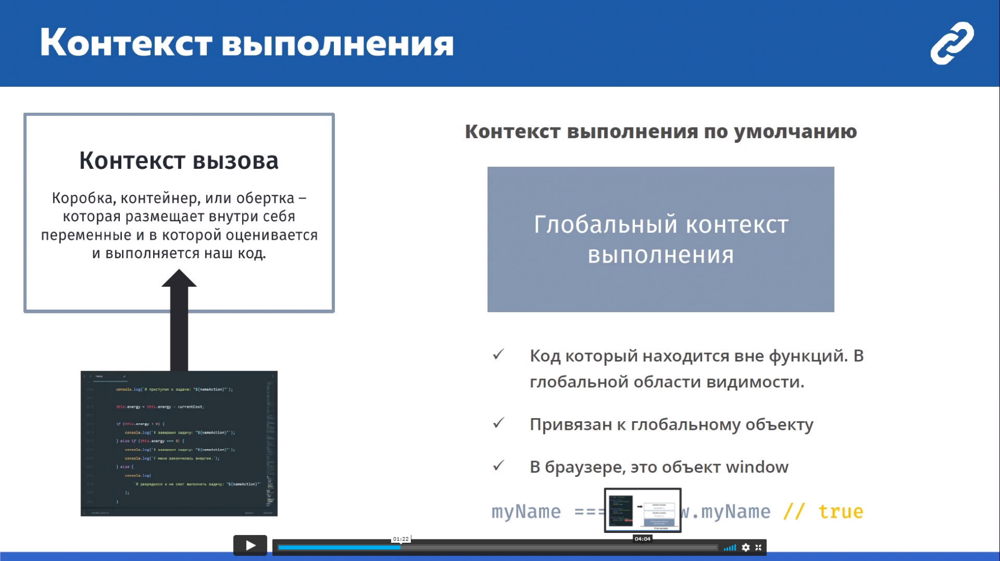 Контекст выполнения
Контекст вызова
Коробка, контейнер, или обертка –
которая размещает внутри себя
переменные и в которой оценивается
и выполняется наш код.
console.log(`Я приступил к задаче: "${nameAction}"`);
this.energy = this.energy - currentCost;
if (this.energy > 0) {
console.log(`Я завершил задачу: "${nameAction}"`);
} else if (this.energy === 0) {
console.log(`Я завершил задачу: "${nameAction}"`);
console.log(`У меня закончилась энергия.`);
} else {
console.log(
`Я разрядился и не смог выполнить задачу: "${nameAction}"`
);
}
Контекст выполнения по умолчанию
Глобальный контекст
выполнения
✓ Код который находится вне функций. В
глобальной области видимости.
✓ Привязан к глобальному объекту
✓ В браузере, это объект window
myName === w.myName // true
01:22
04:04